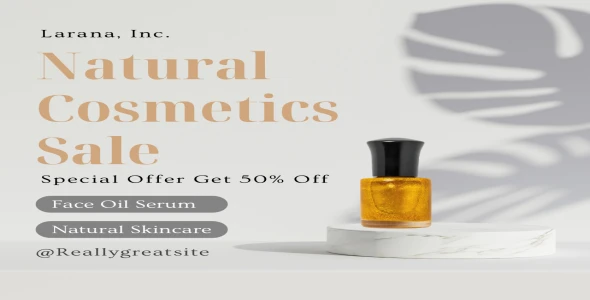 Larana, Inc.
Natural
Cosmetics
Sale
Special Offer Get 50% Off
Face Oil Serum
Natural Skincare
@Reallygreatsite